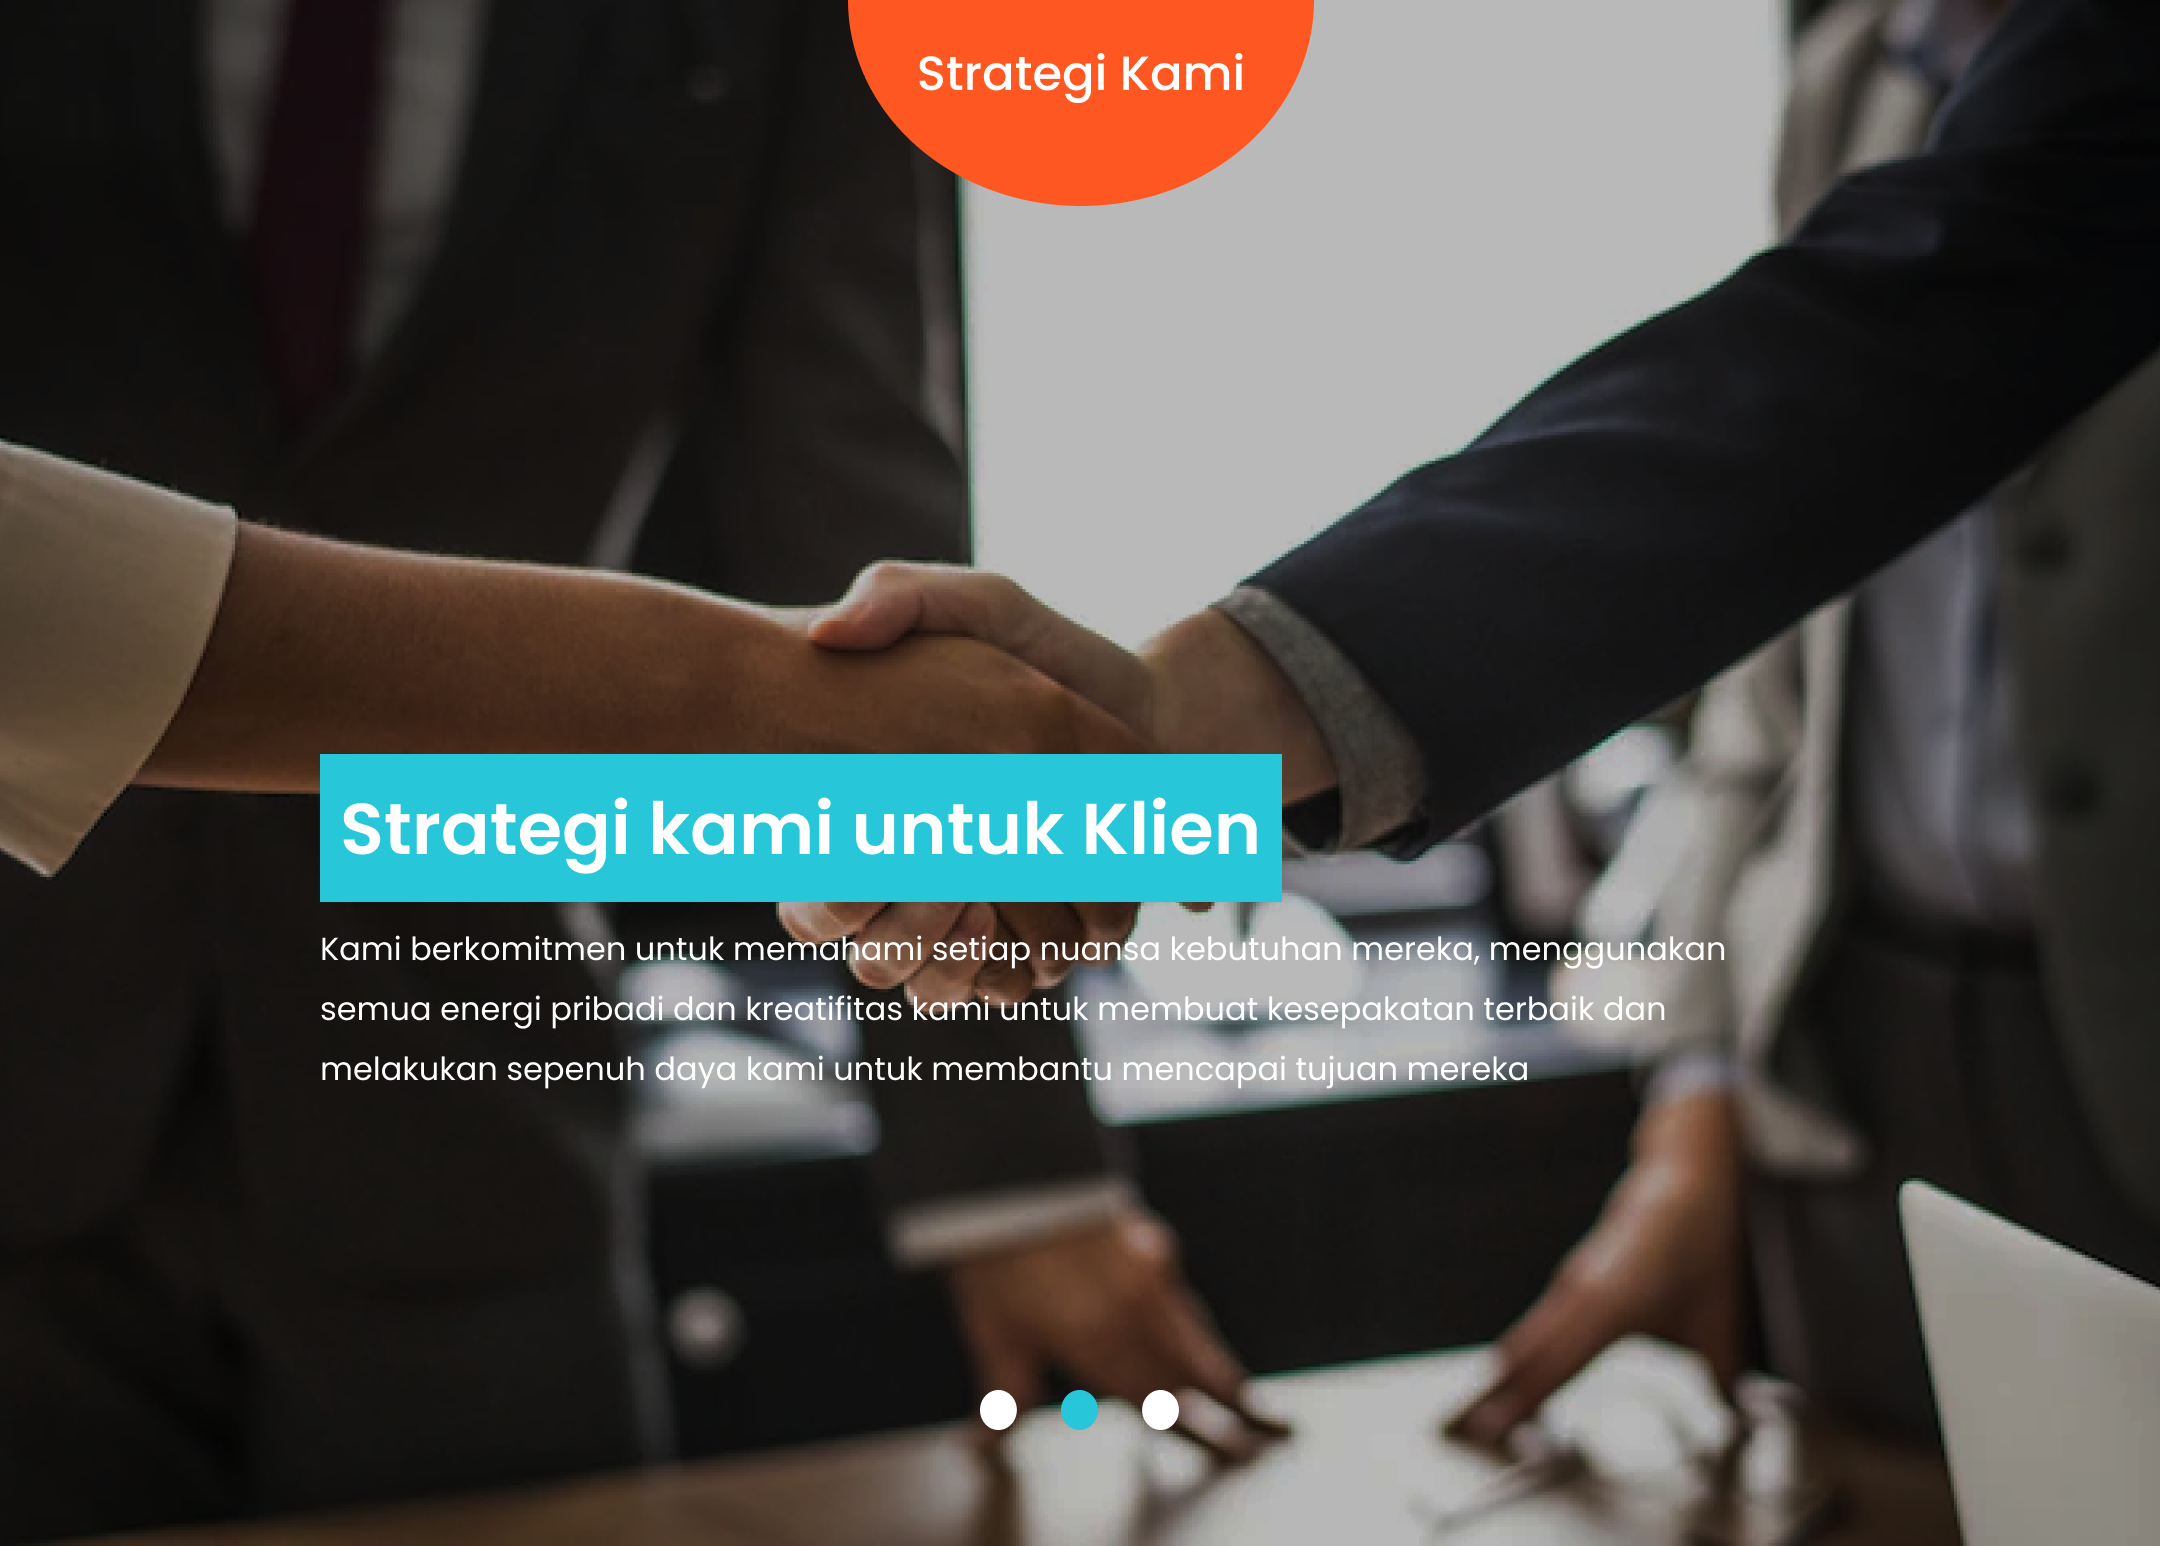 Strategi Kami
Strategi kami untuk Klien
Kami berkomitmen untuk memahami setiap nuansa kebutuhan mereka, menggunakan
semua energi pribadi dan kreatifitas kami untuk membuat kesepakatan terbaik dan
melakukan sepenuh daya kami untuk membantu mencapai tujuan mereka